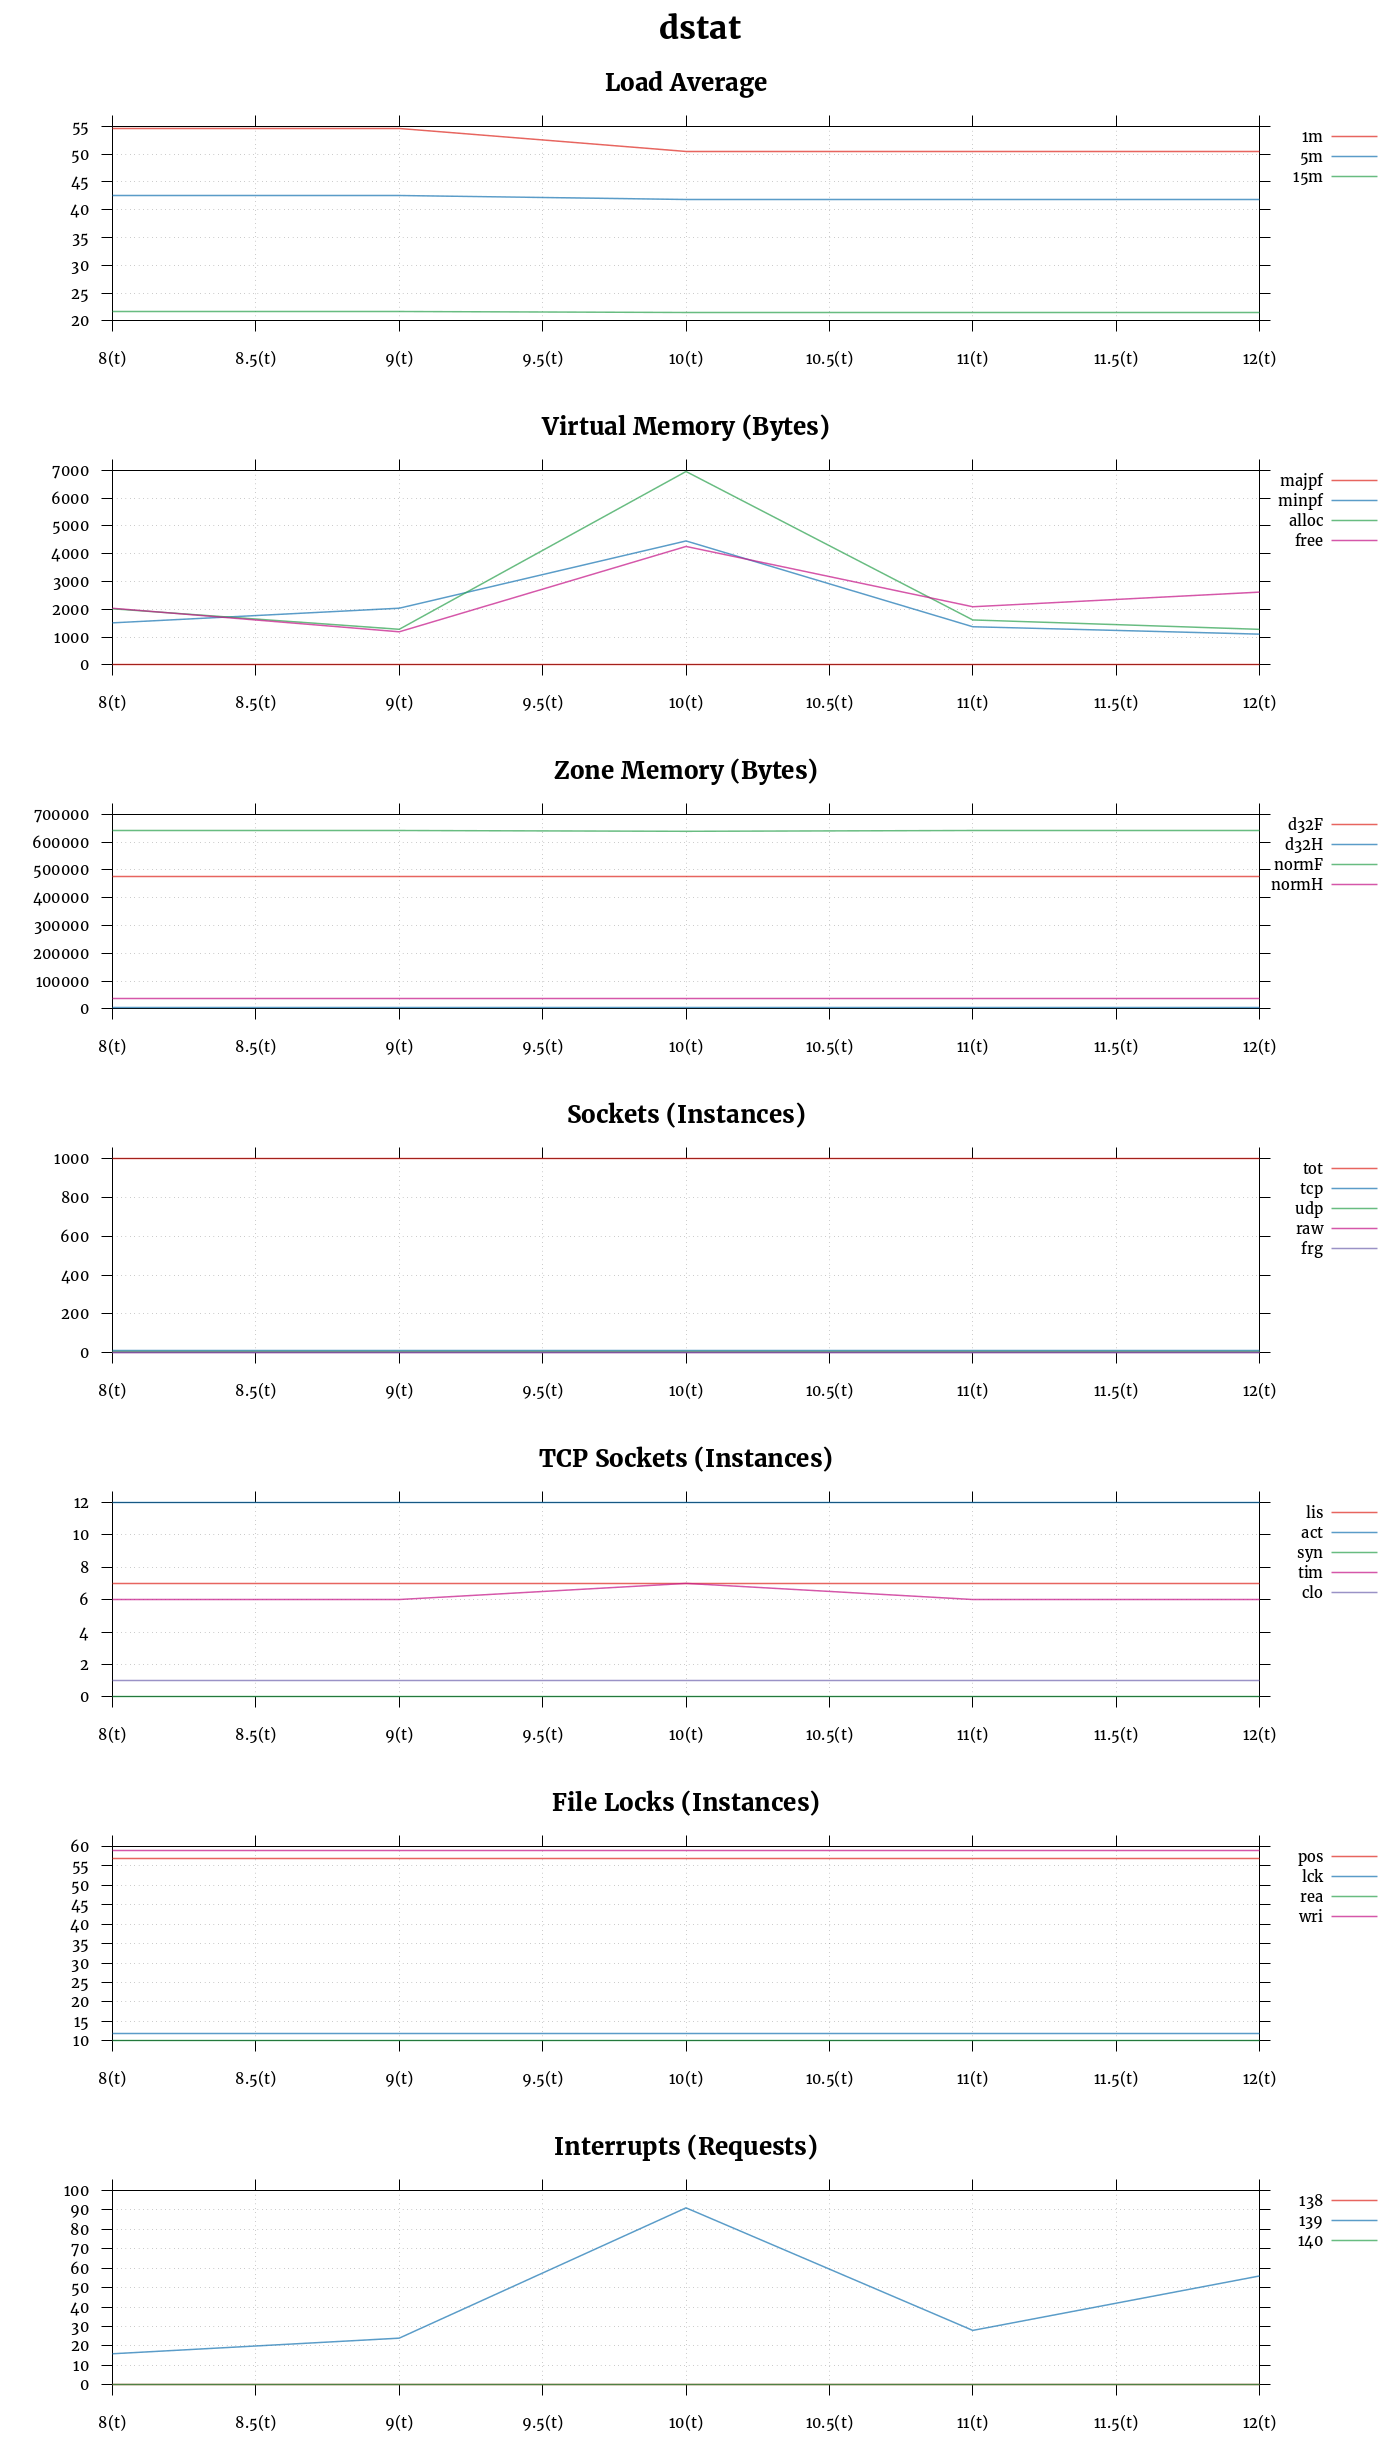 dstat
Load Average
55
50
45
40
35
30
25
20
8(t) 8.5(t) 9(t) 9.5(t) 10(t) 10.5(t) 11(t) 11.5(t) 12(t)
1m
5m
15m
Virtual Memory (Bytes)
7000
6000
5000
4000
3000
2000
1000
0
8(t) 8.5(t) 9(t) 9.5(t) 10(t) 10.5(t) 11(t) 11.5(t) 12(t)
majpf
minpf
alloc
free
Zone Memory (Bytes)
700000
600000
500000
400000
300000
200000
100000
0
8(t) 8.5(t) 9(t) 9.5(t) 10(t) 10.5(t) 11(t) 11.5(t) 12(t)
d32F
d32H
normF
normH
Sockets (Instances)
1000
800
600
400
200
0
8(t) 8.5(t) 9(t) 9.5(t) 10(t) 10.5(t) 11(t) 11.5(t) 12(t)
tot
tcp
udp
raw
frg
TCP Sockets (Instances)
12
10
8
6
4
2
0
8(t) 8.5(t) 9(t) 9.5(t) 10(t) 10.5(t) 11(t) 11.5(t) 12(t)
lis
act
syn
tim
clo
File Locks (Instances)
60
55
50
45
40
35
30
25
20
15
10
8(t) 8.5(t) 9(t) 9.5(t) 10(t) 10.5(t) 11(t) 11.5(t) 12(t)
pos
lck
rea
wri
Interrupts (Requests)
100
90
80
70
60
50
40
30
20
10
0
8(t) 8.5(t) 9(t) 9.5(t) 10(t) 10.5(t) 11(t) 11.5(t) 12(t)
138
139
140